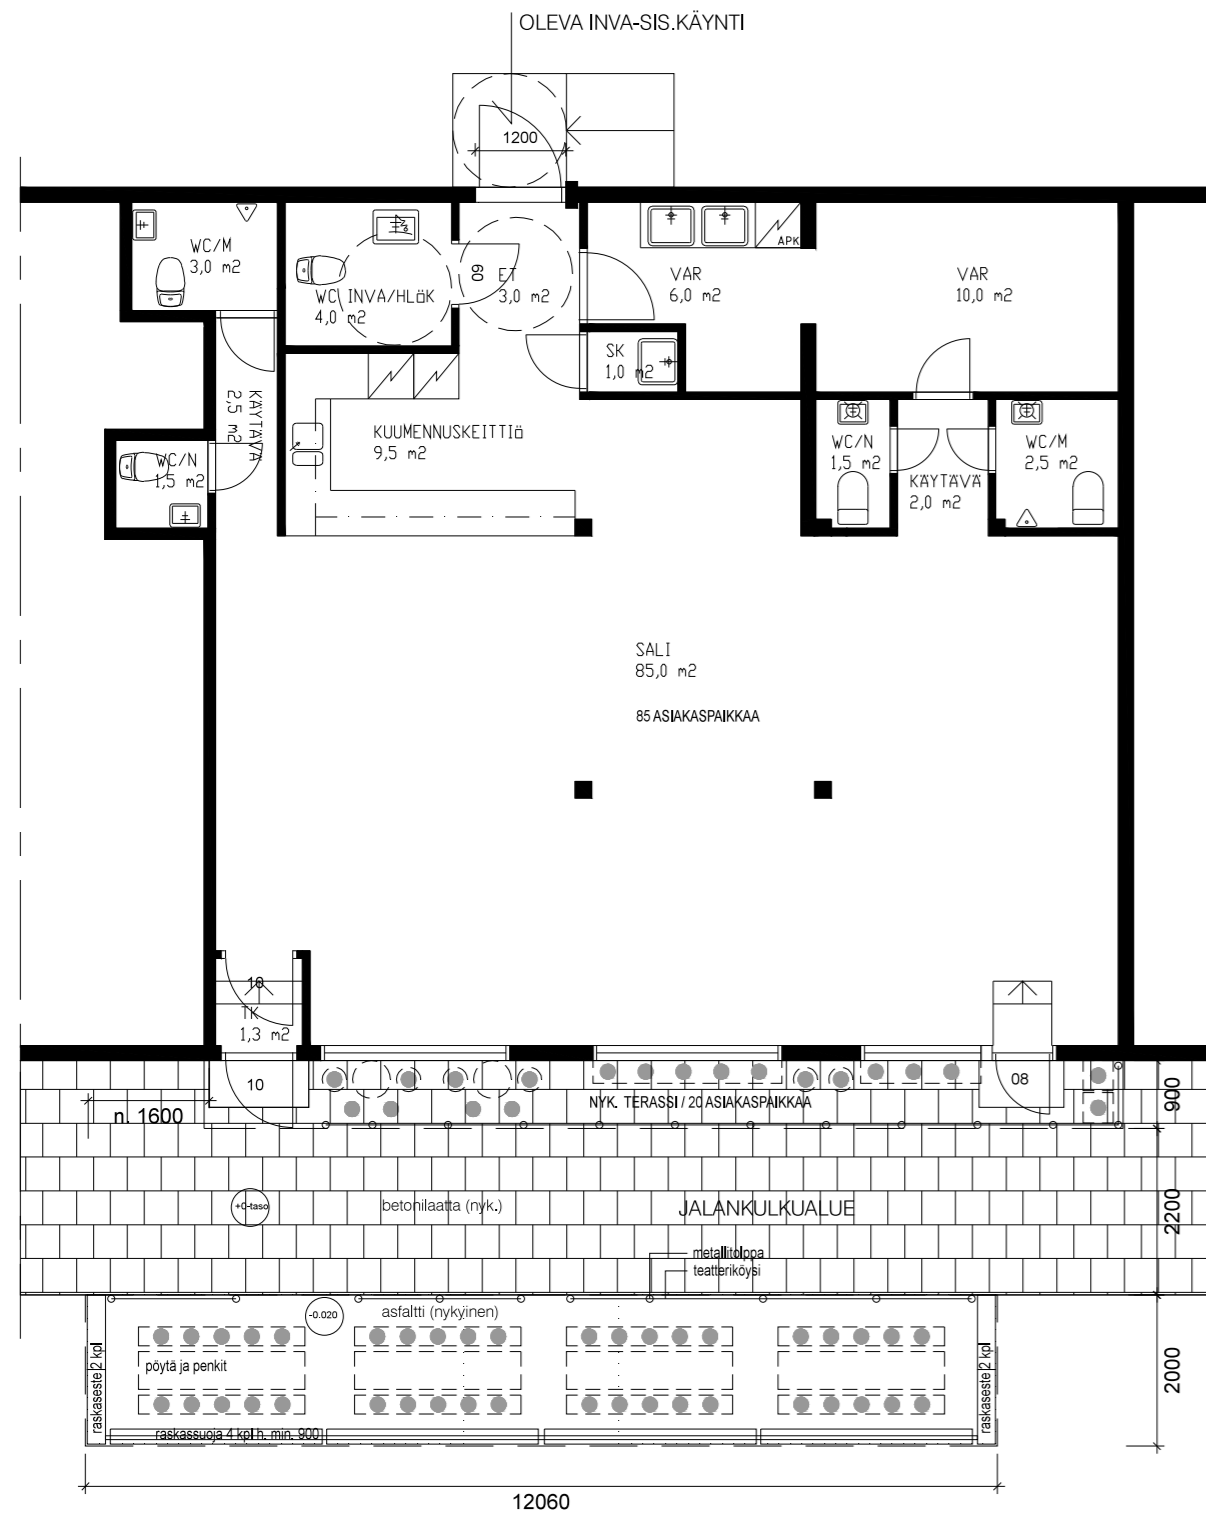 OLEVA INVA-SIS.KÄYNTI
1200
WC/M
3,0 m2
WC INVA/HLöK
4,0 m2
09
ET
3,0 m2
VAR
6,0 m2
APK
VAR
10,0 m2
SK
1,0 m2
KÄYTÄVÄ
2,5 m2
KUUMENNUSKEITTIö
9,5 m2
WC/N
1,5 m2
WC/N
1,5 m2
KÄYTÄVÄ
2,0 m2
WC/M
2,5 m2
SALI
85,0 m2
85 ASIAKASPAIKKAA
10
TK
1,3 m2
10
08
n. 1600
NYK. TERASSI / 20 ASIAKASPAIKKAA
900
+0-taso
betonilaatta (nyk.)
JALANKULKUALUE
2200
metallitolppa
teatteriköysi
-0.020
asfaltti (nykyinen)
raskaseste 2 kpl
pöytä ja penkit
raskaseste 2 kpl
2000
raskassuoja 4 kpl h. min. 900
12060